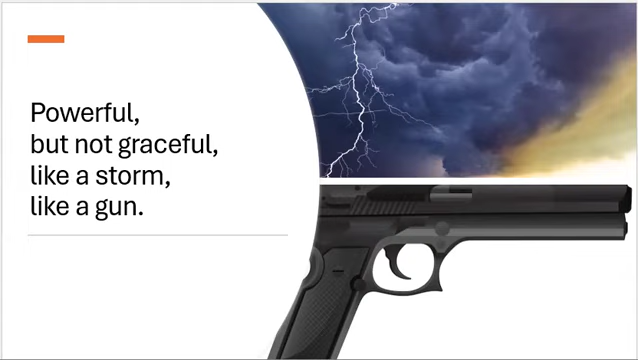 Powerful,
but not graceful,
like a storm,
like a gun.